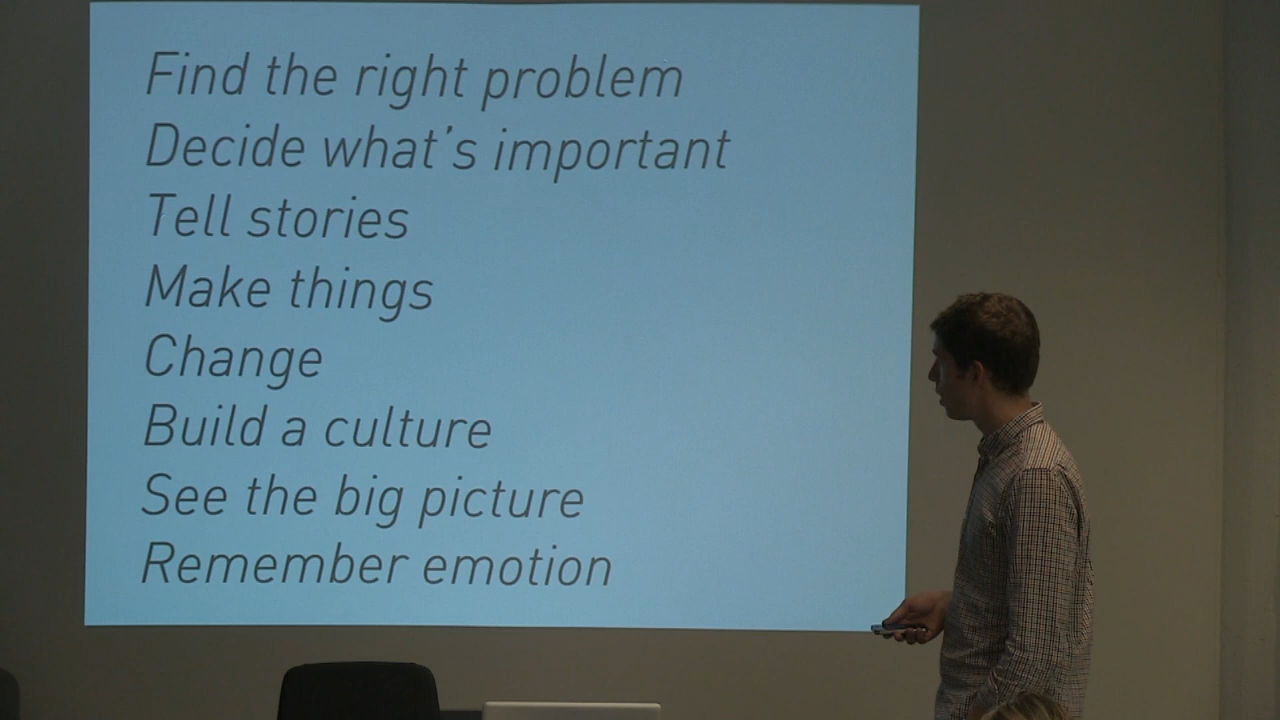 Find the right problem
Decide what's important
Tell stories
Make things
Change
Build a culture
See the big picture
Remember emotion